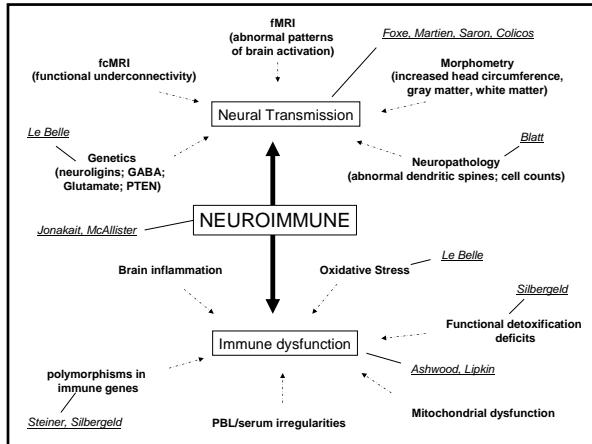 fMRI
(abnormal patterns
of brain activation)
Foxe, Martien, Saron, Colicos
fcMRI
(functional underconnectivity)
Morphometry
(increased head circumference,
gray matter, white matter)
Neural Transmission
Le Belle
Blatt
Genetics
(neuroligins; GABA;
Glutamate; PTEN)
Neuropathology
(abnormal dendritic spines; cell counts)
NEUROIMMUNE
Jonakait, McAllister
Brain inflammation
Oxidative Stress
Le Belle
Silbergeld
Functional detoxification
deficits
Immune dysfunction
Ashwood, Lipkin
polymorphisms in
immune genes
Steiner, Silbergeld
PBL/serum irregularities
Mitochondrial dysfunction